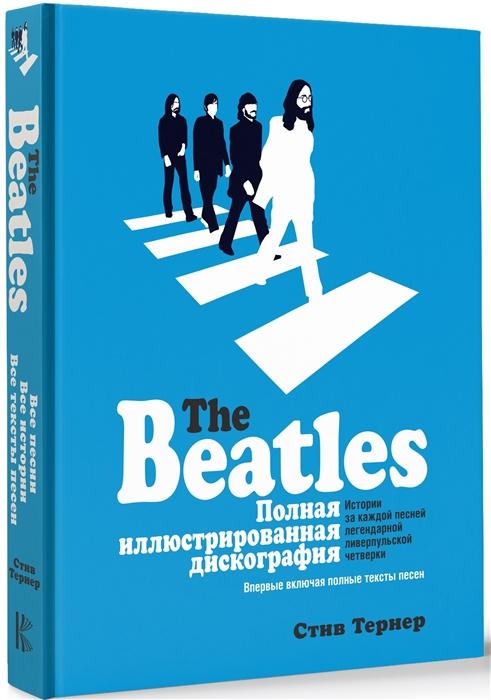 The
Beatles
Все песни
Все истории
Все тексты песен
Стив
Тернер
The
Beatles
Полная
иллюстрированная
дискография
Истории
за каждой песней
легендарной
ливерпульской
четверки
Впервые включая полные тексты песен
Стив Тернер